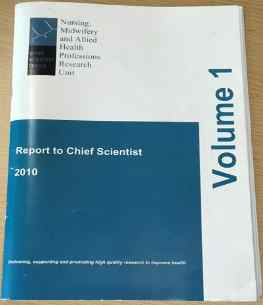 Nursing,
Midwifery
and Allied
Health
Professions
Research
Unit
Volume 1
Report to Chief Scientist
2010
Delivering, supporting and promoting high quality research to improve health